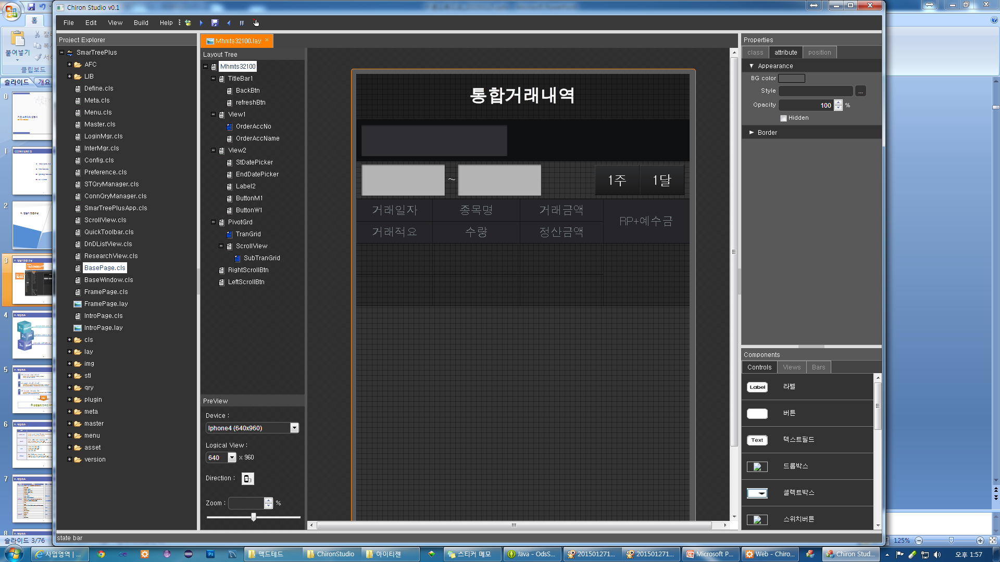 Chiron Studio v0.1
File Edit View Build Help
홈
붙여넣기
클립보드
슬라이드 개요
Project Explorer
SmarTreePlus
AFC
LIB
Define.cls
Meta.cls
Menu.cls
Master.cls
LoginMgr.cls
InterMgr.cls
Config.cls
Preference.cls
STQryManager.cls
ConnQryManager.cls
SmarTreePlusApp.cls
ScrollView.cls
QuickToolbar.cls
DnDListView.cls
ResearchView.cls
BasePage.cls
BaseWindow.cls
FramePage.cls
FramePage.lay
IntroPage.cls
IntroPage.lay
cls
lay
img
stl
qry
plugin
meta
master
menu
asset
version
0
1
CONTENTS
2
3
4
5
6
7
8
Mhmts32100.lay ×
Layout Tree
Mhmts32100
TitleBar1
BackBtn
refreshBtn
View1
OrderAccNo
OrderAccName
View2
StDatePicker
EndDatePicker
Label2
ButtonM1
ButtonW1
PivotGrd
TranGrid
ScrollView
SubTranGrid
RightScrollBtn
LeftScrollBtn
PreView
Device :
Iphone4 (640x960)
Logical View :
640 x 960
Direction :
Zoom : %
통합거래내역
~ 1주 1달
거래일자 종목명 거래금액 RP+예수금
거래적요 수량 정산금액
Properties
class attribute position
Appearance
BG color
Style ...
Opacity 100 %
Hidden
Border
Components
Controls Views Bars
Label 라벨
버튼
Text 텍스트필드
드롭박스
셀렉트박스
스위치버튼
state bar
슬라이드 3/76
125%
사업영역 | ...
맥드테드
ChironStudio
아이티젠
스티커 메모
Java - OdsS...
201501271...
201501271...
Microsoft P...
Web - Chiro...
Chiron Stud...
오후 1:57